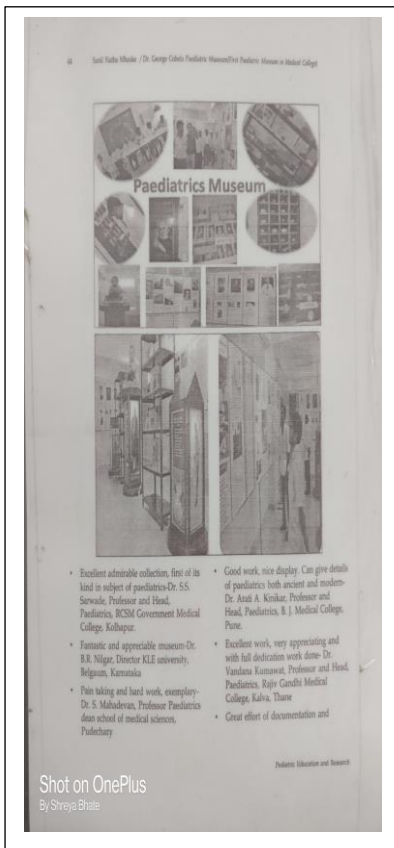 48
Sunil Natha Mhaske / Dr. George Coelho Paediatric Museum(First Paediatric Museum in Medical College)
Paediatrics Museum
• Excellent admirable collection, first of its
kind in subject of paediatrics-Dr. S.S.
Sarwade, Professor and Head,
Paediatrics, RCSM Government Medical
College, Kolhapur.
• Fantastic and appreciable museum-Dr.
B.R. Nilgar, Director KLE university,
Belgaum, Karnataka
• Pain taking and hard work, exemplary-
Dr. S. Mahadevan, Professor Paediatrics
dean school of medical sciences,
Puducharry
• Good work, nice display. Can give details
of paediatrics both ancient and modern-
Dr. Arati A. Kinikar, Professor and
Head, Paediatrics, B. J. Medical College,
Pune.
• Excellent work, very appreciating and
with full dedication work done- Dr.
Vandana Kumawat, Professor and Head,
Paediatrics, Rajiv Gandhi Medical
College, Kalva, Thane
• Great effort of documentation and
Pediatric Education and Research
Shot on OnePlus
By Shreya Bhate